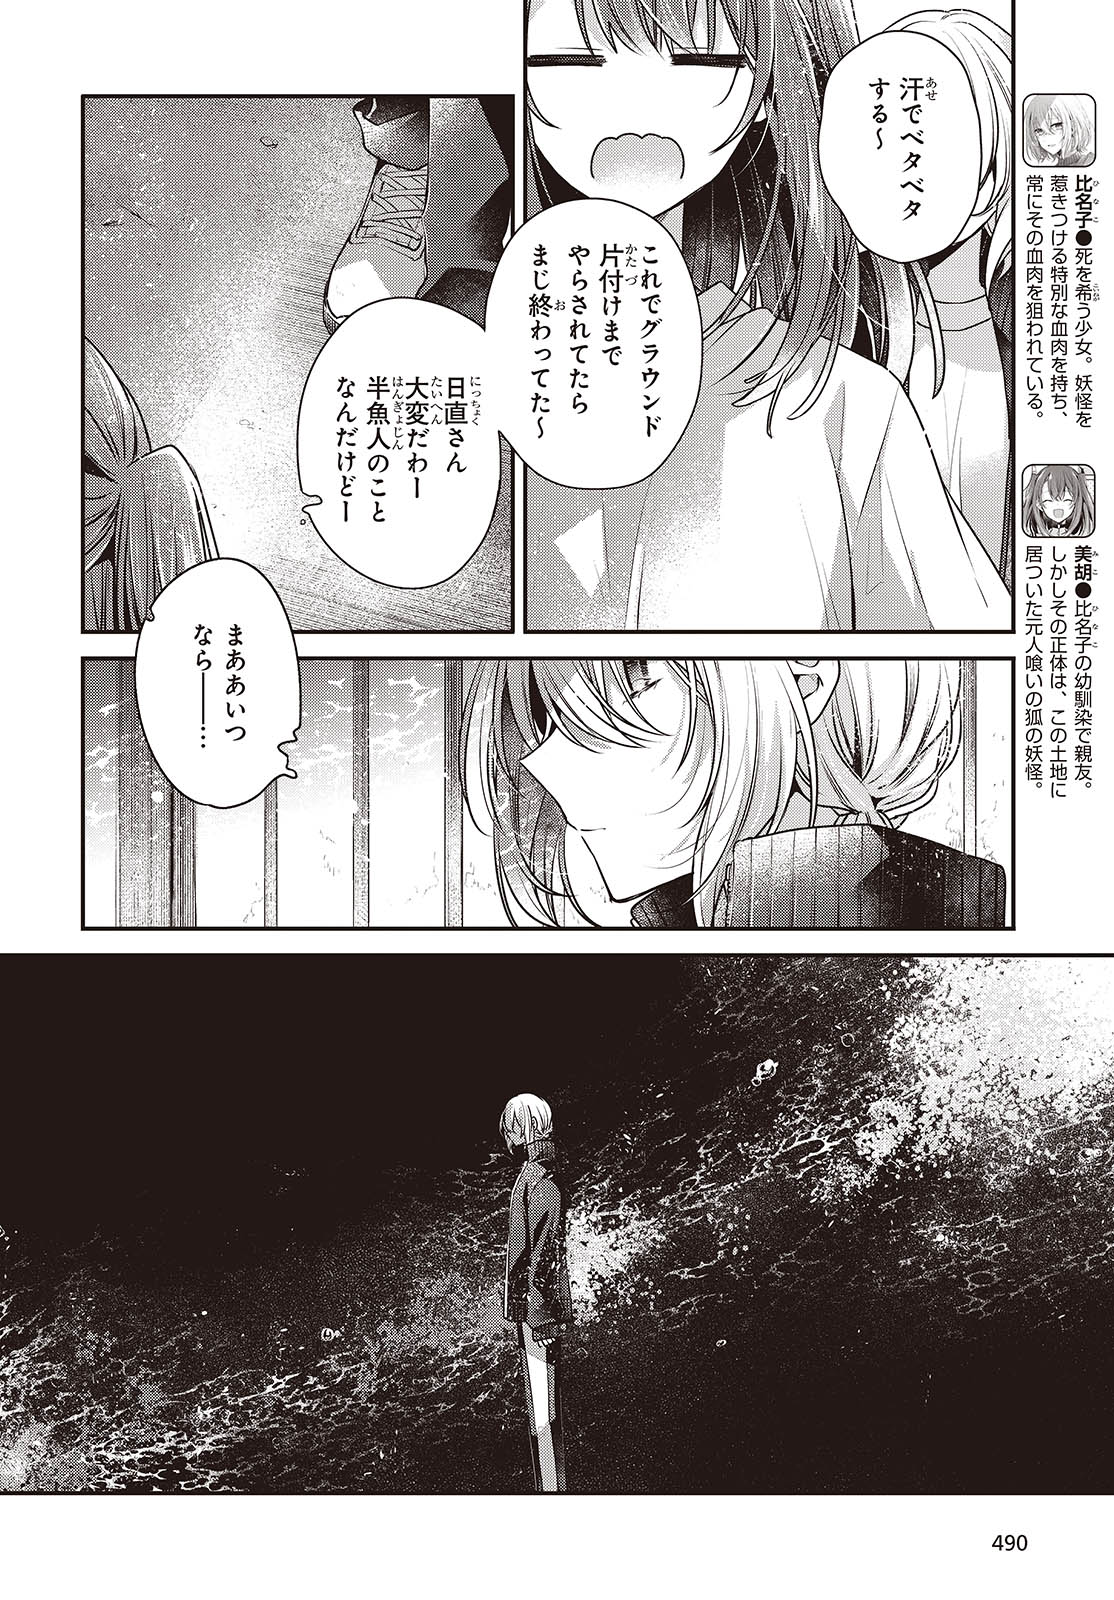 汗でベタベタ
する〜
これでグラウンド
片付けまで
やらされてたら
まじ終わってた〜
日直さん
大変だわー
半魚人のこと
なんだけどー
まああいつ
なら——……
比名子●死を希う少女。妖怪を
惹きつける特別な血肉を持ち、
常にその血肉を狙われている。
美胡●比名子の幼馴染で親友。
しかしその正体は、この土地に
居ついた元人喰いの狐の妖怪。
490